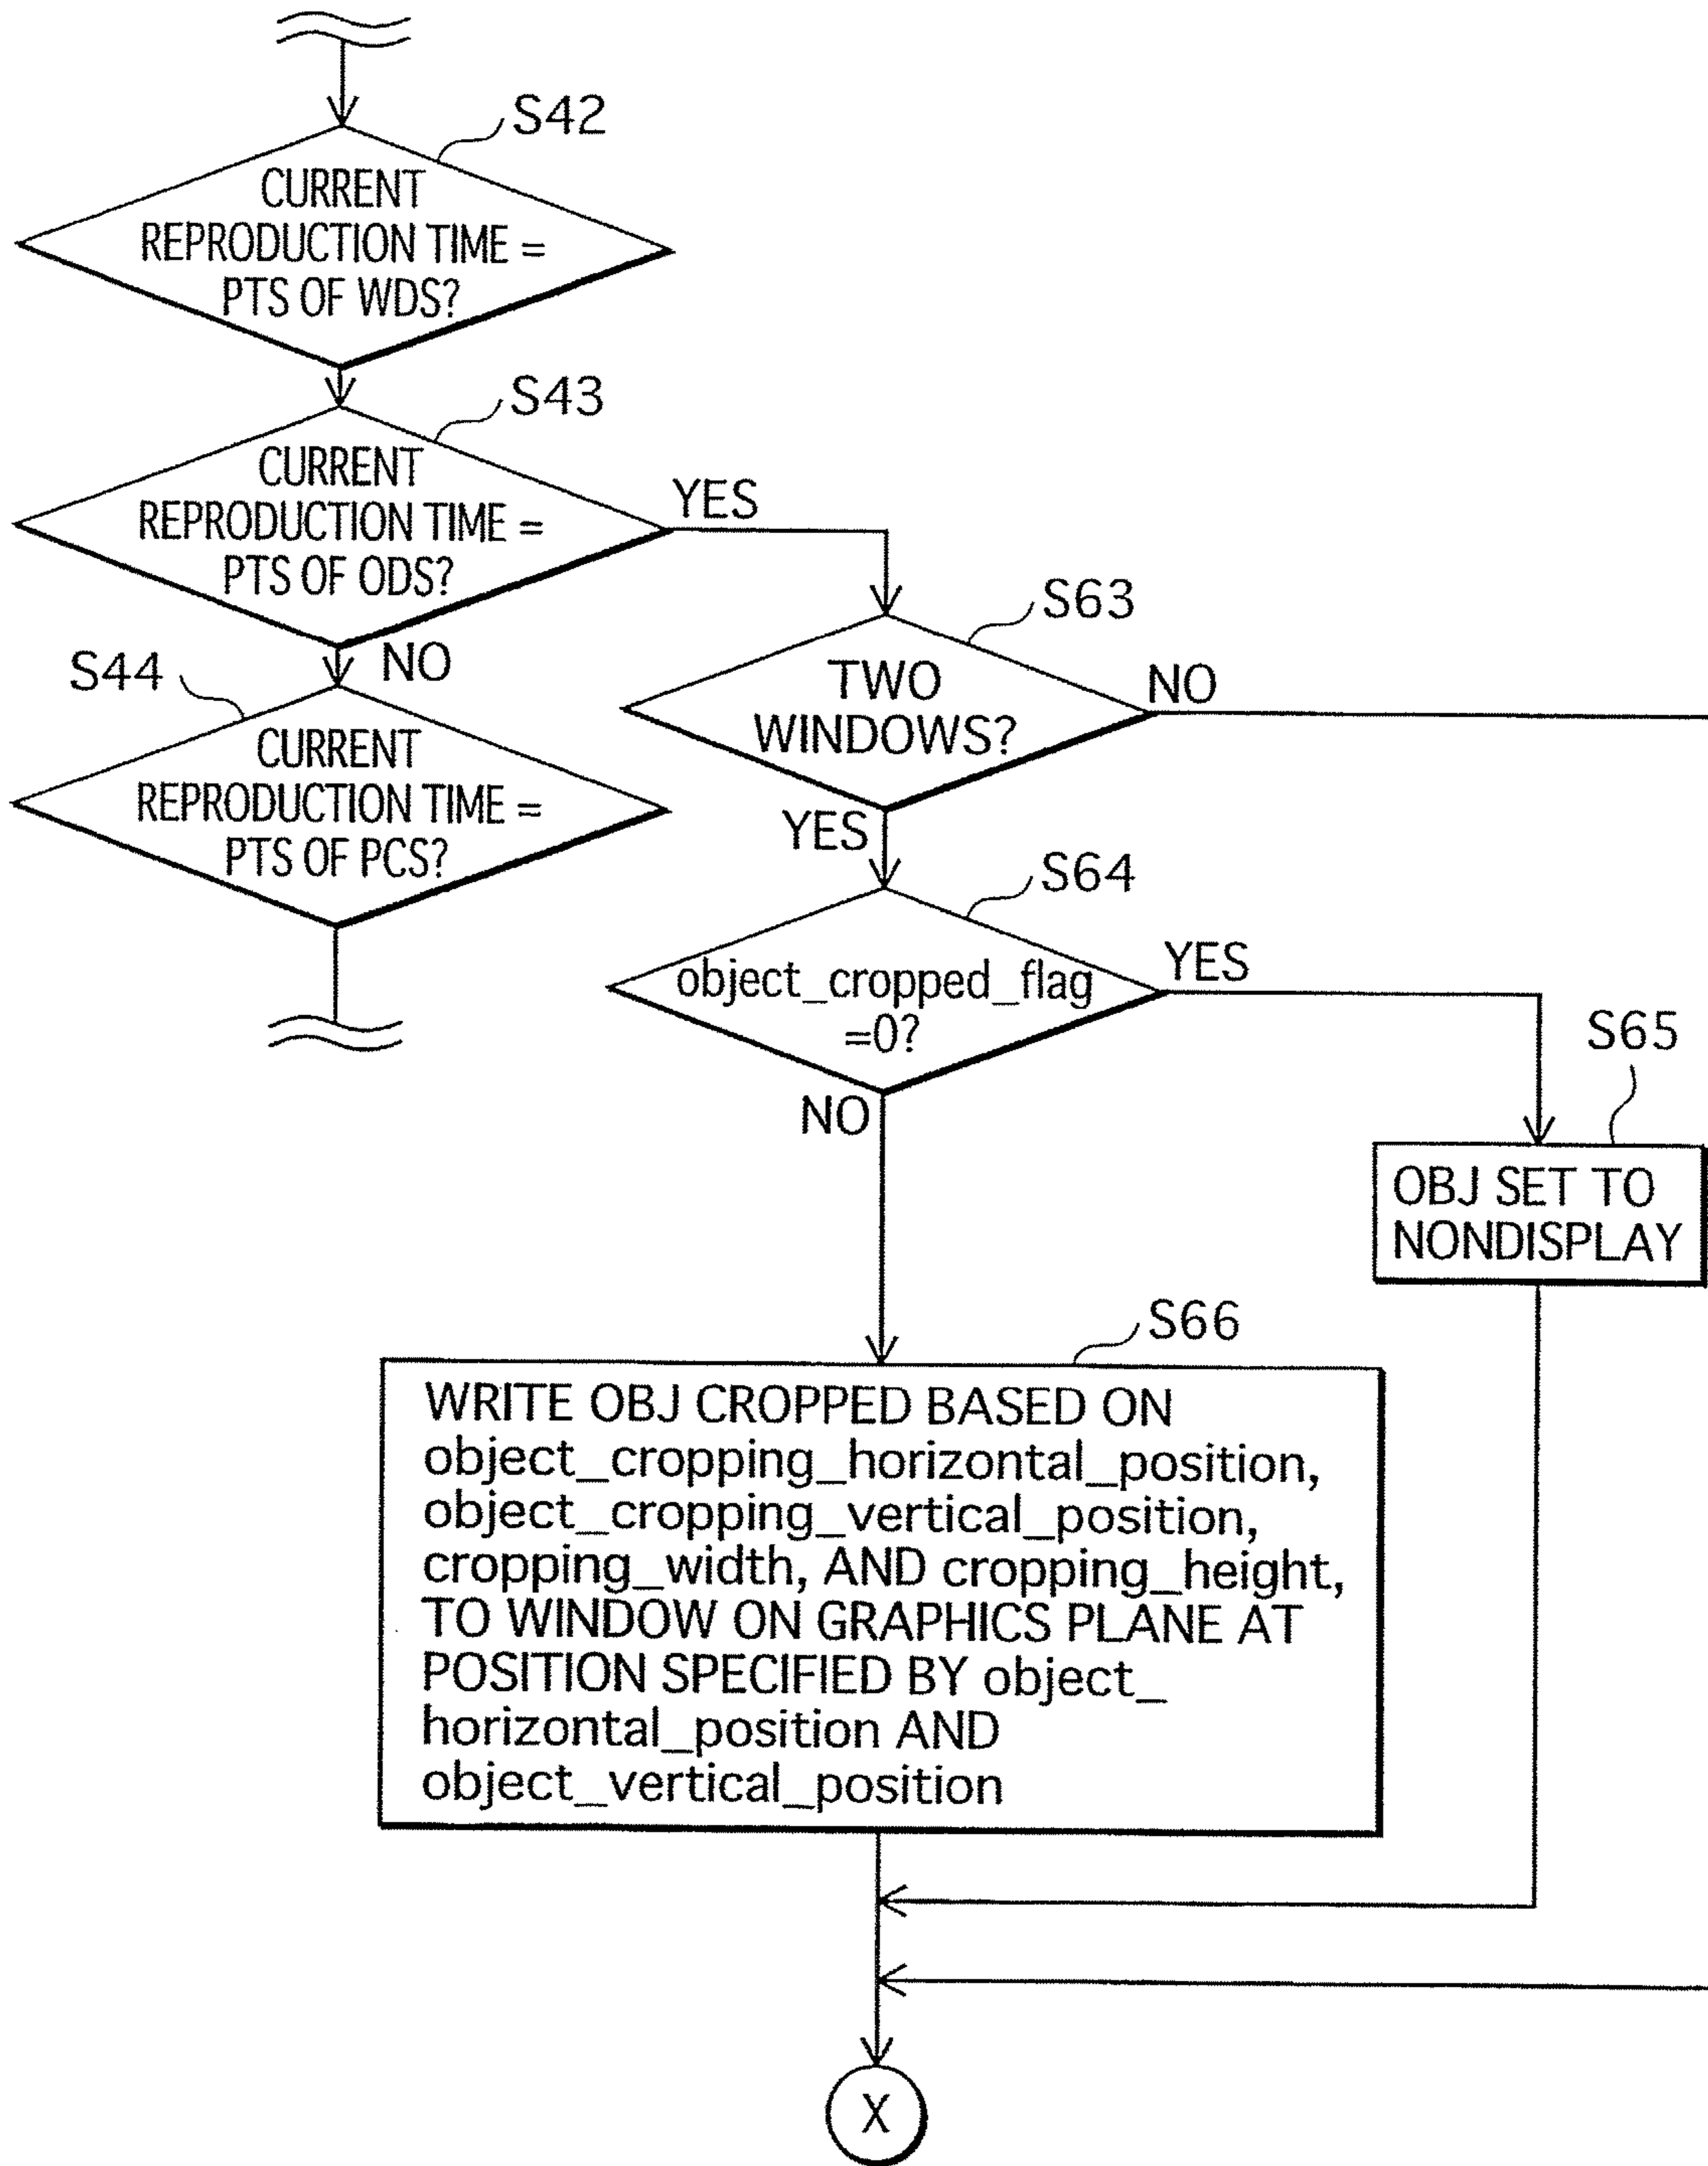 S42
CURRENT
REPRODUCTION TIME =
PTS OF WDS?
S43
CURRENT
REPRODUCTION TIME =
PTS OF ODS?
YES
NO
S44
CURRENT
REPRODUCTION TIME =
PTS OF PCS?
S63
TWO
WINDOWS?
NO
YES
S64
object_cropped_flag
=0?
YES
NO
S65
OBJ SET TO
NONDISPLAY
S66
WRITE OBJ CROPPED BASED ON
object_cropping_horizontal_position,
object_cropping_vertical_position,
cropping_width, AND cropping_height,
TO WINDOW ON GRAPHICS PLANE AT
POSITION SPECIFIED BY object_
horizontal_position AND
object_vertical_position
X